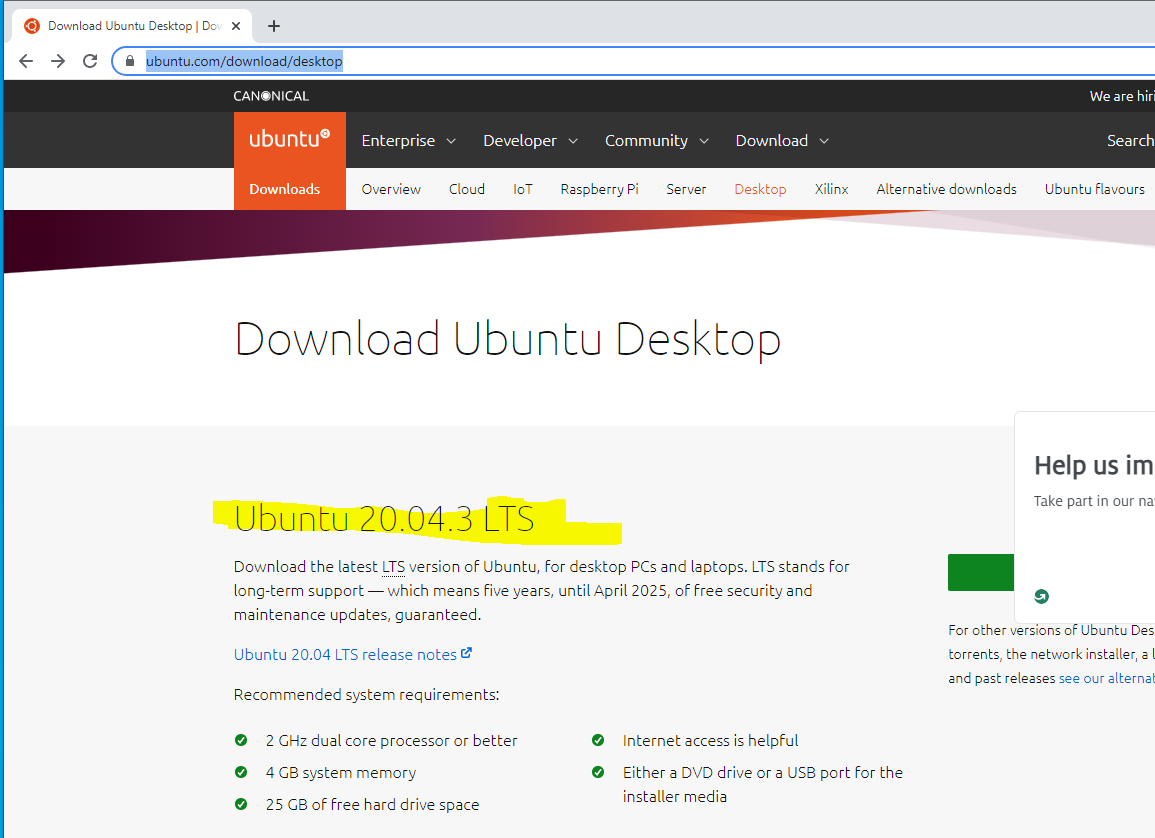 Download Ubuntu Desktop | Dov
ubuntu.com/download/desktop
CANONICAL
We are hiri
ubuntu
Enterprise
Developer
Community
Download
Search
Downloads
Overview
Cloud
IoT
Raspberry Pi
Server
Desktop
Xilinx
Alternative downloads
Ubuntu flavours
Download Ubuntu Desktop
Ubuntu 20.04.3 LTS
Download the latest LTS version of Ubuntu, for desktop PCs and laptops. LTS stands for
long-term support — which means five years, until April 2025, of free security and
maintenance updates, guaranteed.
Ubuntu 20.04 LTS release notes
Recommended system requirements:
2 GHz dual core processor or better
4 GB system memory
25 GB of free hard drive space
Internet access is helpful
Either a DVD drive or a USB port for the
installer media
Help us im
Take part in our na
For other versions of Ubuntu Des
torrents, the network installer, a l
and past releases see our alternat